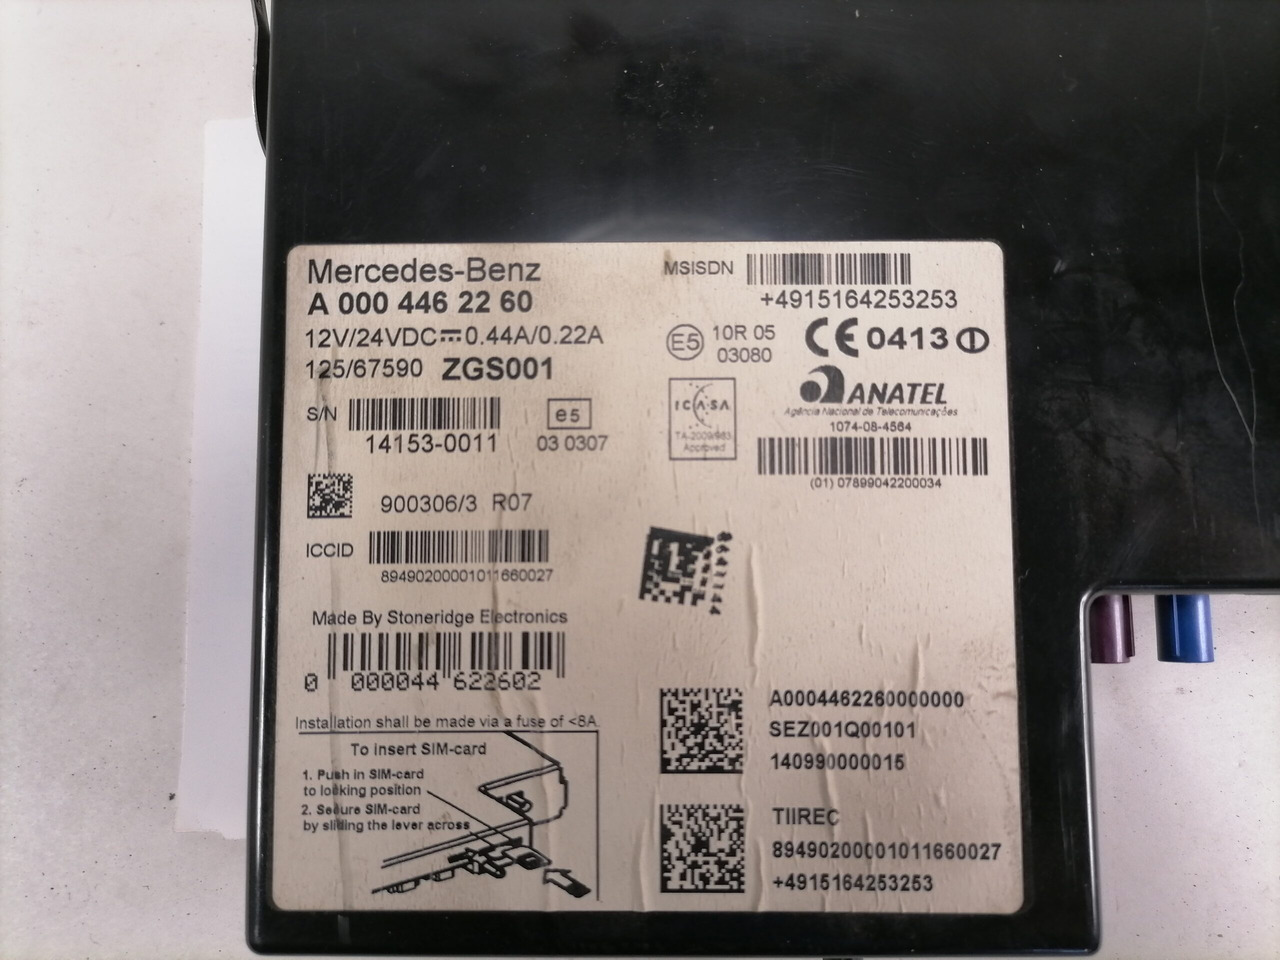 Mercedes-Benz
A 000 446 22 60
12V/24VDC⎓0.44A/0.22A
125/67590 ZGS001
S/N
14153-0011
e5
03 0307
900306/3 R07
ICCID
89490200001011660027
Made By Stoneridge Electronics
0 000044 622602
Installation shall be made via a fuse of <8A.
To insert SIM-card
1. Push in SIM-card
to locking position
2. Secure SIM-card
by sliding the lever across
MSISDN
+4915164253253
E5 10R 05
03080
CE 0413
ICASA
TA-2009/
Approved
ANATEL
Agência Nacional de Telecomunicações
1074-08-4564
(01) 07899042200034
A0004462260000000
SEZ001Q00101
140990000015
TIIREC
89490200001011660027
+4915164253253